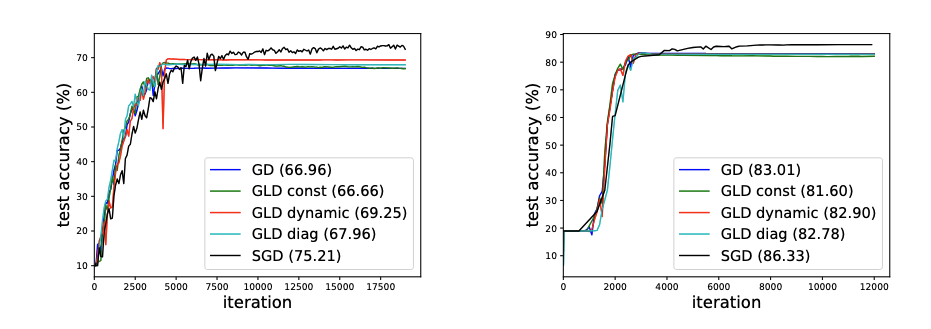 70
60
50
40
30
20
10
test accuracy (%)
0 2500 5000 7500 10000 12500 15000 17500
iteration
GD (66.96)
GLD const (66.66)
GLD dynamic (69.25)
GLD diag (67.96)
SGD (75.21)
90
80
70
60
50
40
30
20
10
test accuracy (%)
0 2000 4000 6000 8000 10000 12000
iteration
GD (83.01)
GLD const (81.60)
GLD dynamic (82.90)
GLD diag (82.78)
SGD (86.33)